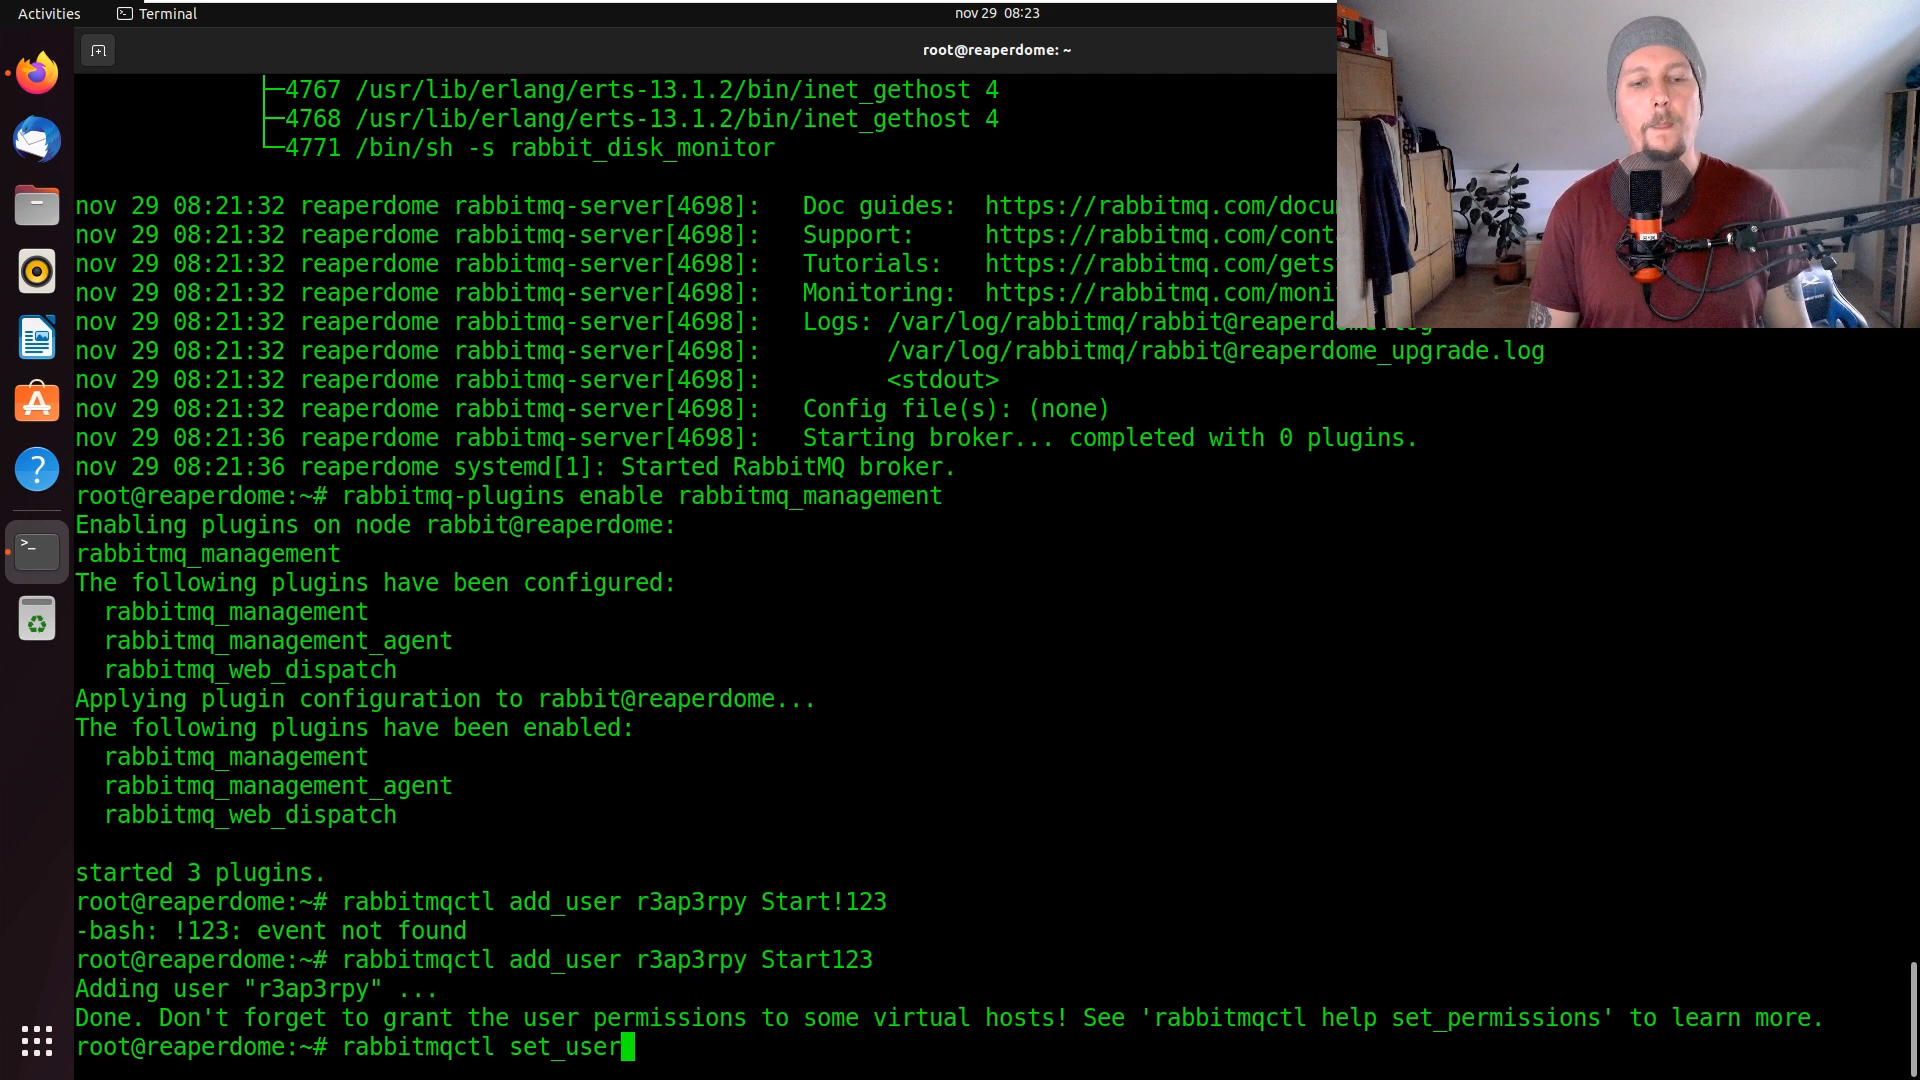 Activities
Terminal
nov 29 08:23
root@reaperdome: ~
├─4767 /usr/lib/erlang/erts-13.1.2/bin/inet_gethost 4
├─4768 /usr/lib/erlang/erts-13.1.2/bin/inet_gethost 4
└─4771 /bin/sh -s rabbit_disk_monitor
nov 29 08:21:32 reaperdome rabbitmq-server[4698]:   Doc guides:  https://rabbitmq.com/docu
nov 29 08:21:32 reaperdome rabbitmq-server[4698]:   Support:     https://rabbitmq.com/cont
nov 29 08:21:32 reaperdome rabbitmq-server[4698]:   Tutorials:   https://rabbitmq.com/gets
nov 29 08:21:32 reaperdome rabbitmq-server[4698]:   Monitoring:  https://rabbitmq.com/moni
nov 29 08:21:32 reaperdome rabbitmq-server[4698]:   Logs: /var/log/rabbitmq/rabbit@reaperdome.log
nov 29 08:21:32 reaperdome rabbitmq-server[4698]:         /var/log/rabbitmq/rabbit@reaperdome_upgrade.log
nov 29 08:21:32 reaperdome rabbitmq-server[4698]:         <stdout>
nov 29 08:21:32 reaperdome rabbitmq-server[4698]:   Config file(s): (none)
nov 29 08:21:36 reaperdome rabbitmq-server[4698]:   Starting broker... completed with 0 plugins.
nov 29 08:21:36 reaperdome systemd[1]: Started RabbitMQ broker.
root@reaperdome:~# rabbitmq-plugins enable rabbitmq_management
Enabling plugins on node rabbit@reaperdome:
rabbitmq_management
The following plugins have been configured:
  rabbitmq_management
  rabbitmq_management_agent
  rabbitmq_web_dispatch
Applying plugin configuration to rabbit@reaperdome...
The following plugins have been enabled:
  rabbitmq_management
  rabbitmq_management_agent
  rabbitmq_web_dispatch
started 3 plugins.
root@reaperdome:~# rabbitmqctl add_user r3ap3rpy Start!123
-bash: !123: event not found
root@reaperdome:~# rabbitmqctl add_user r3ap3rpy Start123
Adding user "r3ap3rpy" ...
Done. Don't forget to grant the user permissions to some virtual hosts! See 'rabbitmqctl help set_permissions' to learn more.
root@reaperdome:~# rabbitmqctl set_user